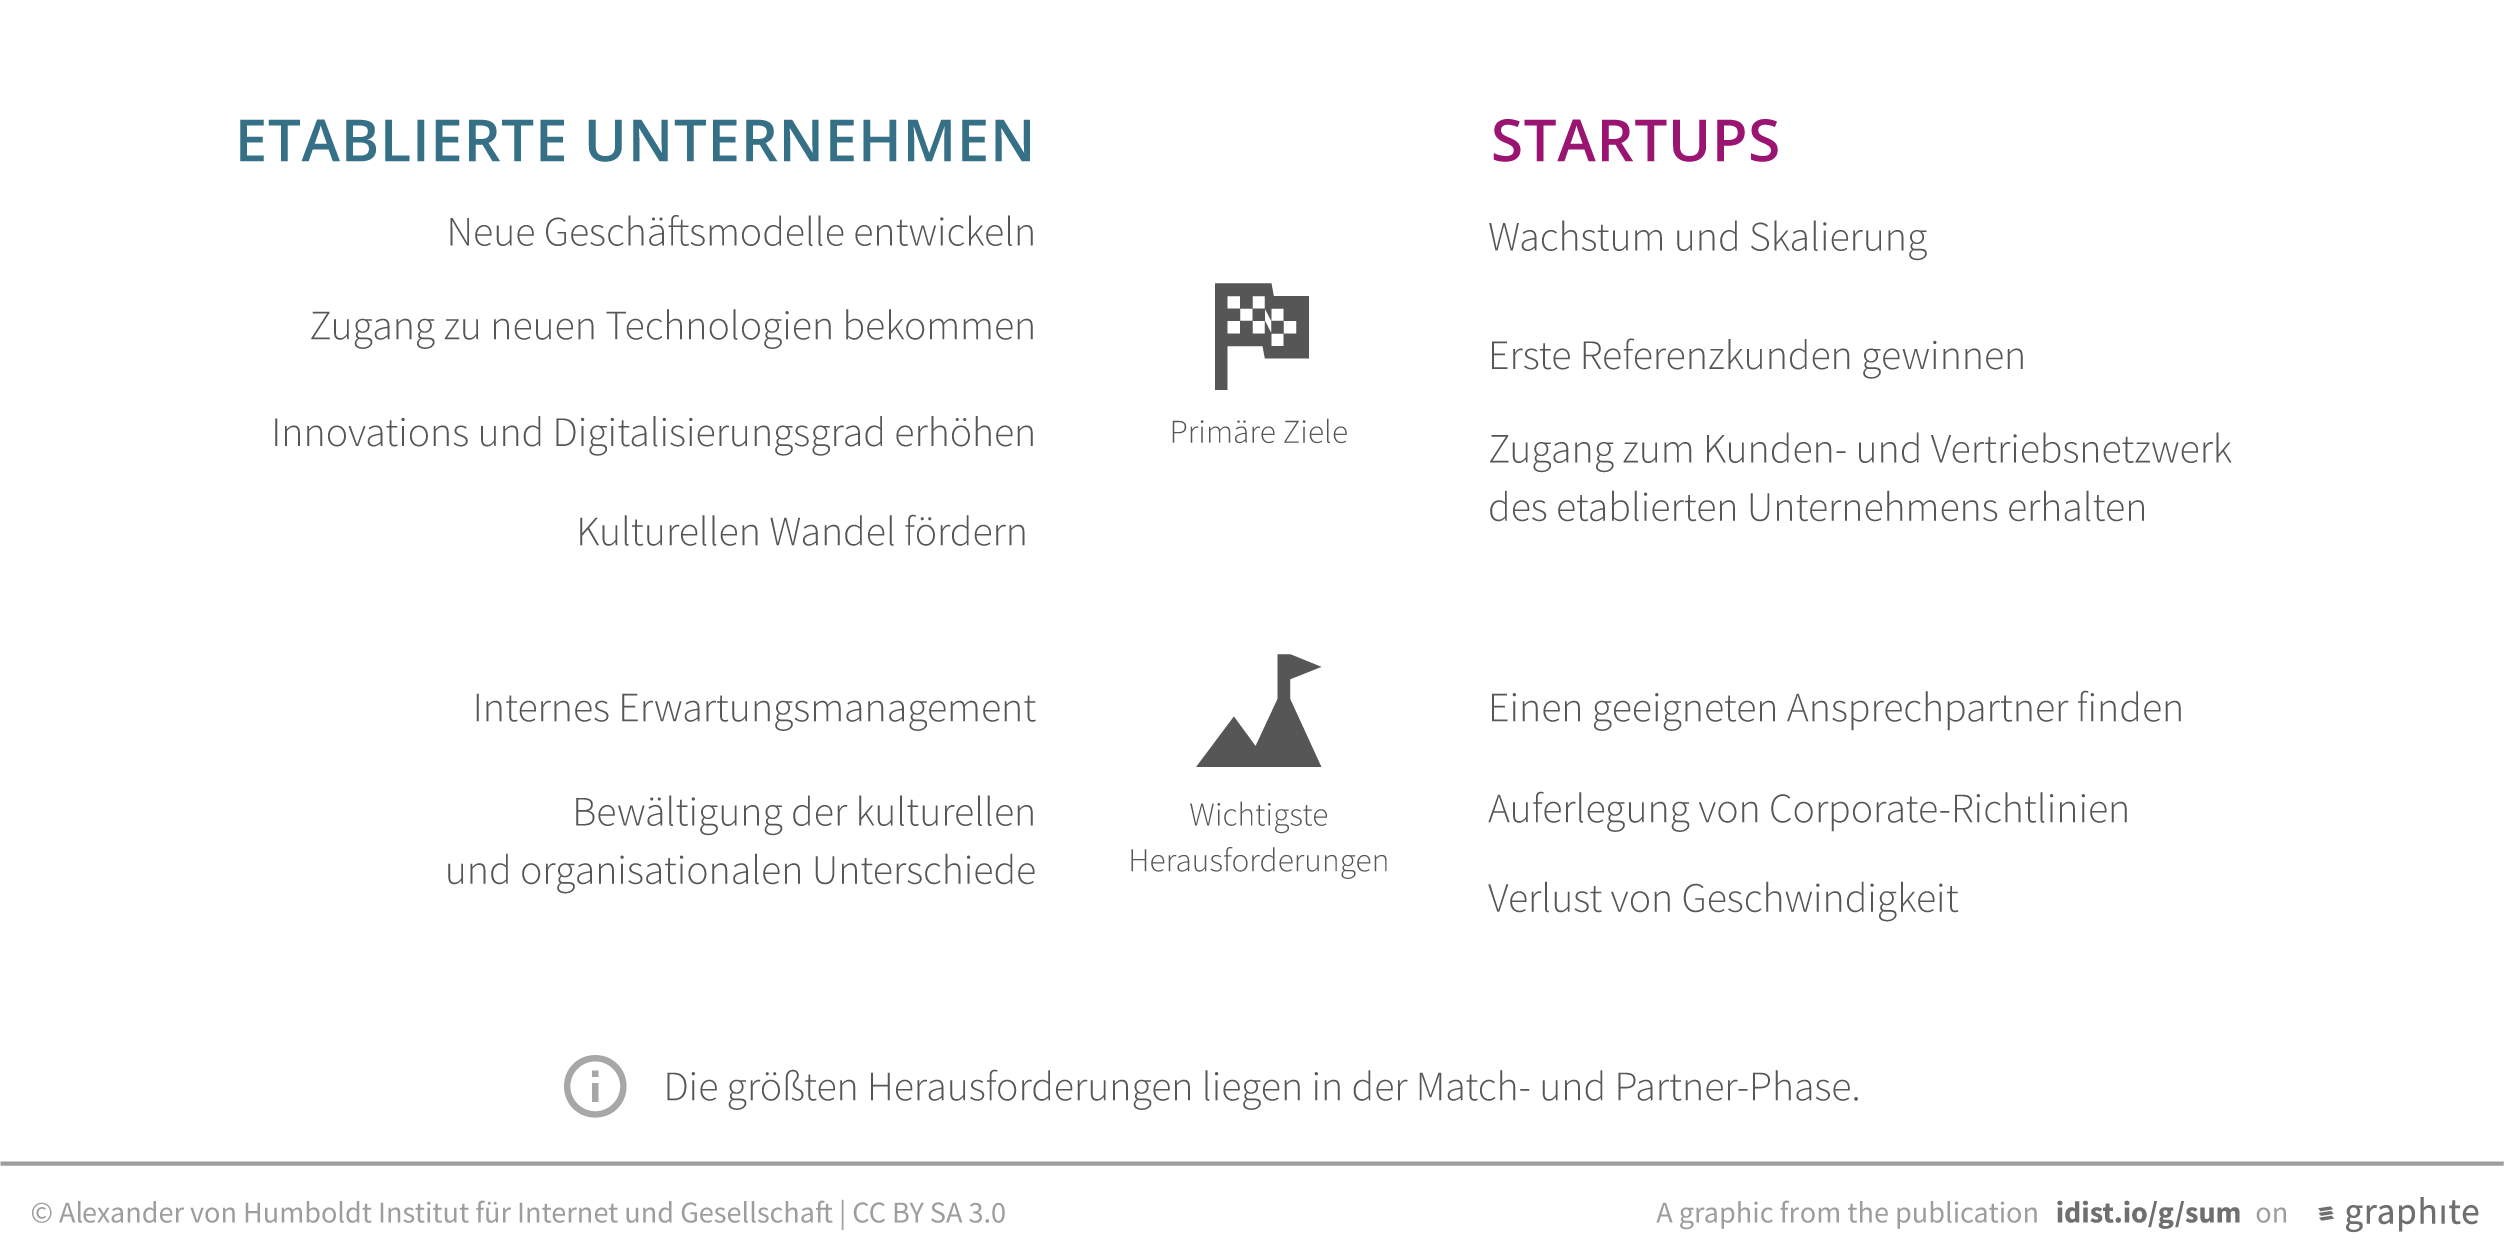 ETABLIERTE UNTERNEHMEN
Neue Geschäftsmodelle entwickeln
Zugang zu neuen Technologien bekommen
Innovations und Digitalisierungsgrad erhöhen
Kulturellen Wandel fördern
Primäre Ziele
STARTUPS
Wachstum und Skalierung
Erste Referenzkunden gewinnen
Zugang zum Kunden- und Vertriebsnetzwerk
des etablierten Unternehmens erhalten
Internes Erwartungsmanagement
Bewältigung der kulturellen
und organisationalen Unterschiede
Wichtigste
Herausforderungen
Einen geeigneten Ansprechpartner finden
Auferlegung von Corporate-Richtlinien
Verlust von Geschwindigkeit
Die größten Herausforderungen liegen in der Match- und Partner-Phase.
© Alexander von Humboldt Institut für Internet und Gesellschaft | CC BY SA 3.0
A graphic from the publication idist.io/g/sum on graphite